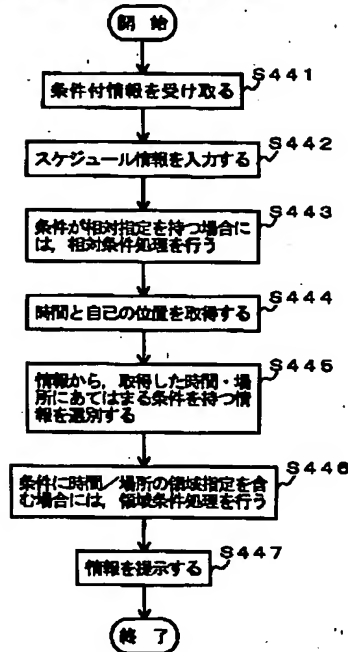 開 始
S441
条件付情報を受け取る
S442
スケジュール情報を入力する
S443
条件が相対指定を持つ場合に
は，相対条件処理を行う
S444
時間と自己の位置を取得する
S445
情報から，取得した時間・場
所にあてはまる条件を持つ情
報を選別する
S446
条件に時間／場所の領域指定を含
む場合には，領域条件処理を行う
S447
情報を提示する
終 了